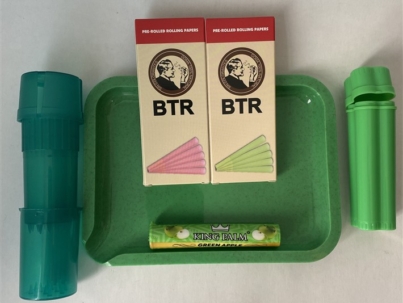 PRE-ROLLED ROLLING PAPERS
BTR
PRE-ROLLED ROLLING PAPERS
BTR
KING PALM
GREEN APPLE